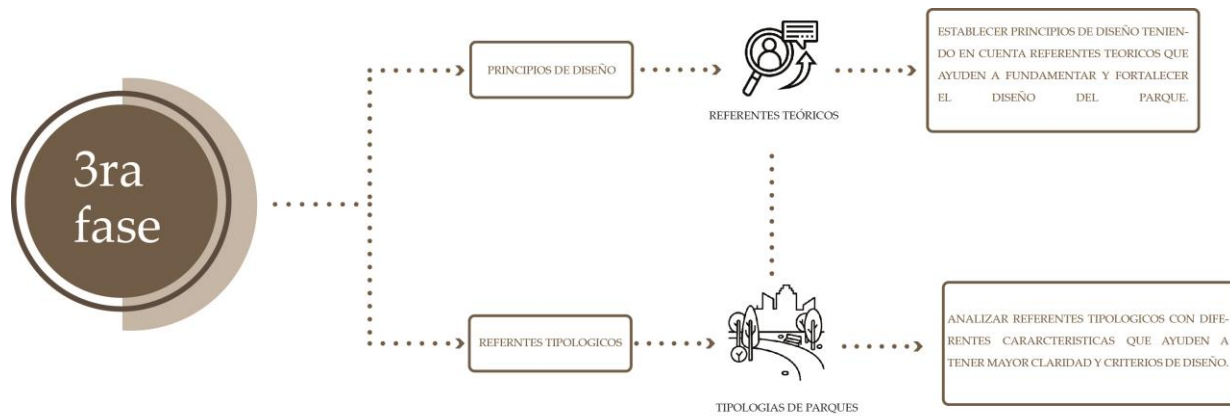 3ra
fase
PRINCIPIOS DE DISEÑO
REFERENTES TEÓRICOS
ESTABLECER PRINCIPIOS DE DISEÑO TENIEN-
DO EN CUENTA REFERENTES TEORICOS QUE
AYUDEN A FUNDAMENTAR Y FORTALECER
EL DISEÑO DEL PARQUE.
REFERNTES TIPOLOGICOS
TIPOLOGIAS DE PARQUES
ANALIZAR REFERENTES TIPOLOGICOS CON DIFE-
RENTES CARARCTERISTICAS QUE AYUDEN A
TENER MAYOR CLARIDAD Y CRITERIOS DE DISEÑO.